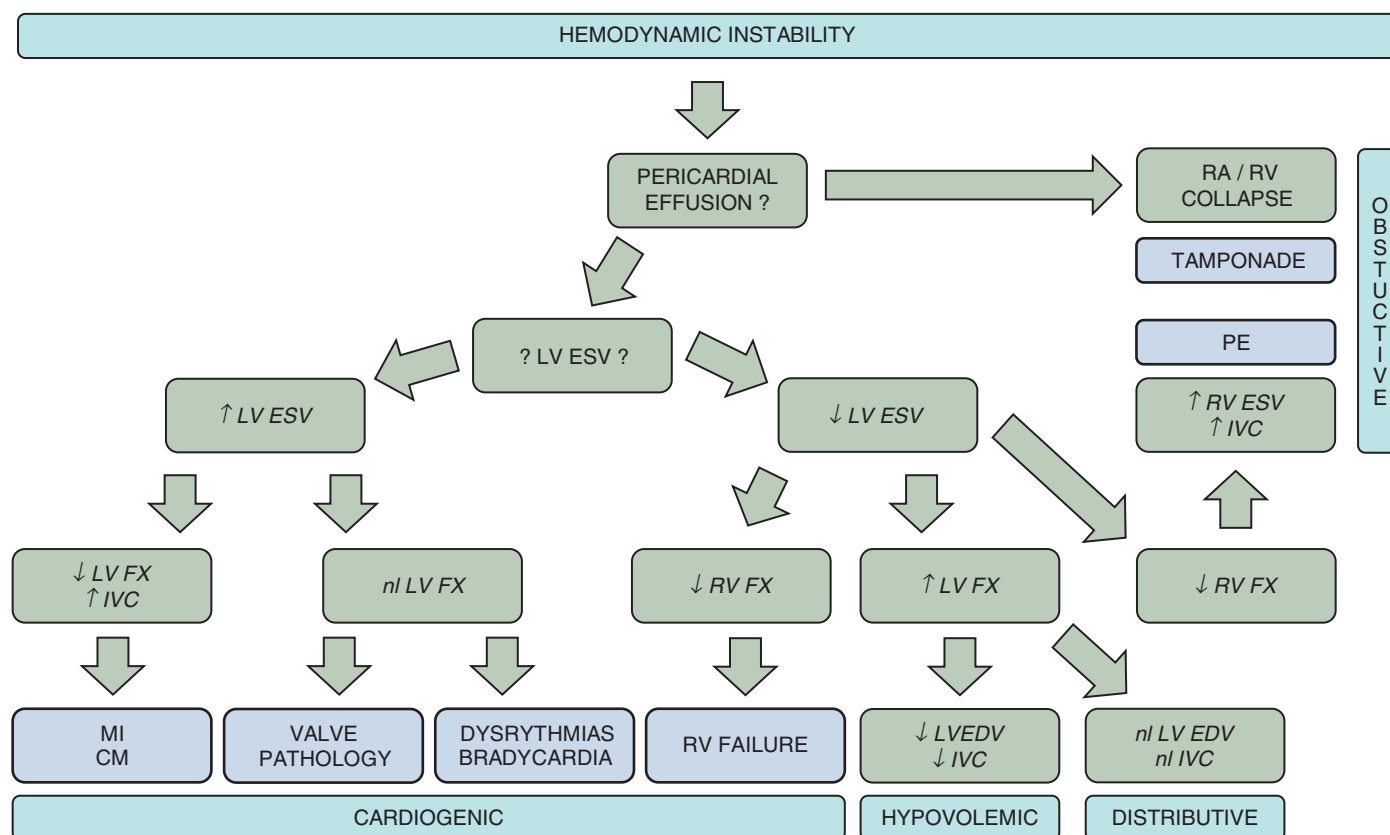 HEMODYNAMIC INSTABILITY
PERICARDIAL
EFFUSION ?
RA / RV
COLLAPSE
TAMPONADE
PE
↑ RV ESV
↑ IVC
OBSTUCTIVE
? LV ESV ?
↑ LV ESV
↓ LV ESV
↓ LV FX
↑ IVC
nl LV FX
↓ RV FX
↑ LV FX
↓ RV FX
MI
CM
VALVE
PATHOLOGY
DYSRYTHMIAS
BRADYCARDIA
RV FAILURE
↓ LVEDV
↓ IVC
nl LV EDV
nl IVC
CARDIOGENIC
HYPOVOLEMIC
DISTRIBUTIVE